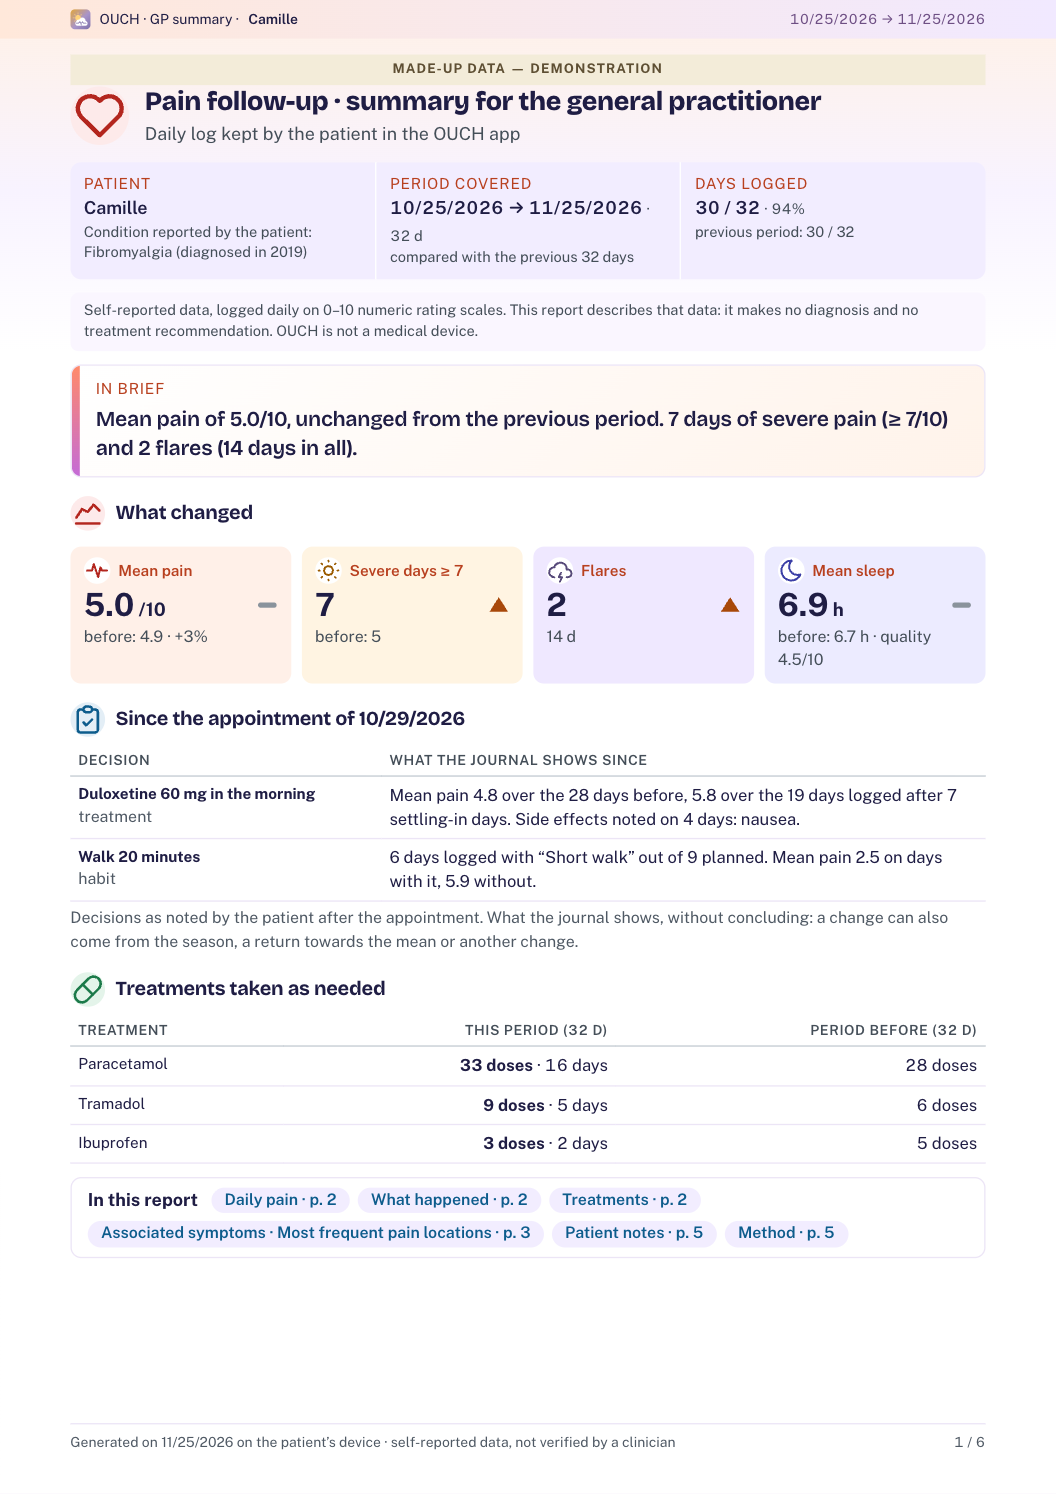 OUCH · GP summary · Camille
10/25/2026 → 11/25/2026
MADE-UP DATA — DEMONSTRATION
Pain follow-up · summary for the general practitioner
Daily log kept by the patient in the OUCH app
PATIENT
Camille
Condition reported by the patient:
Fibromyalgia (diagnosed in 2019)
PERIOD COVERED
10/25/2026 → 11/25/2026 ·
32 d
compared with the previous 32 days
DAYS LOGGED
30 / 32 · 94%
previous period: 30 / 32
Self-reported data, logged daily on 0–10 numeric rating scales. This report describes that data: it makes no diagnosis and no
treatment recommendation. OUCH is not a medical device.
IN BRIEF
Mean pain of 5.0/10, unchanged from the previous period. 7 days of severe pain (≥ 7/10)
and 2 flares (14 days in all).
What changed
Mean pain
5.0 /10
before: 4.9 · +3%
Severe days ≥ 7
7
before: 5
Flares
2
14 d
Mean sleep
6.9 h
before: 6.7 h · quality
4.5/10
Since the appointment of 10/29/2026
DECISION
WHAT THE JOURNAL SHOWS SINCE
Duloxetine 60 mg in the morning
treatment
Mean pain 4.8 over the 28 days before, 5.8 over the 19 days logged after 7
settling-in days. Side effects noted on 4 days: nausea.
Walk 20 minutes
habit
6 days logged with “Short walk” out of 9 planned. Mean pain 2.5 on days
with it, 5.9 without.
Decisions as noted by the patient after the appointment. What the journal shows, without concluding: a change can also
come from the season, a return towards the mean or another change.
Treatments taken as needed
TREATMENT
THIS PERIOD (32 D)
PERIOD BEFORE (32 D)
Paracetamol
33 doses · 16 days
28 doses
Tramadol
9 doses · 5 days
6 doses
Ibuprofen
3 doses · 2 days
5 doses
In this report
Daily pain · p. 2
What happened · p. 2
Treatments · p. 2
Associated symptoms · Most frequent pain locations · p. 3
Patient notes · p. 5
Method · p. 5
Generated on 11/25/2026 on the patient’s device · self-reported data, not verified by a clinician
1 / 6